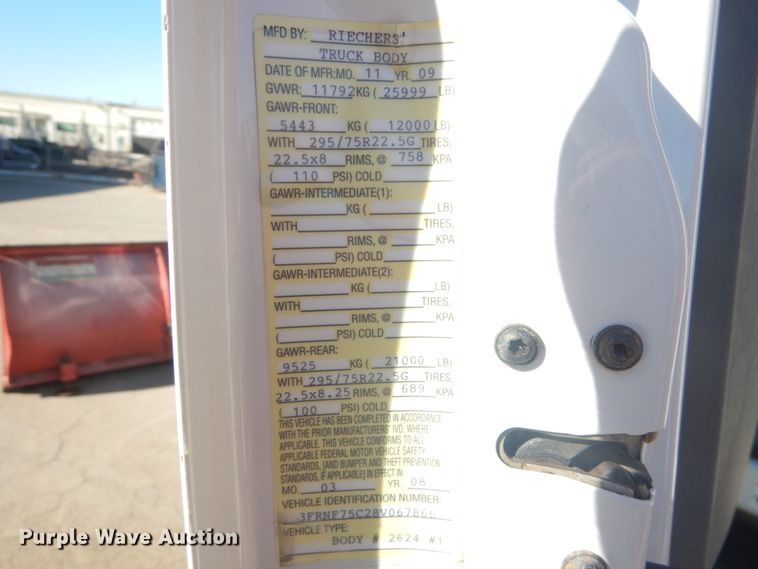 MFD BY: RIECHERS'
TRUCK BODY
DATE OF MFR:MO. 11 YR. 09
GVWR: 11792KG (25999 LB)
GAWR-FRONT:
5443 KG ( 12000LB)
WITH 295/75R22.5G TIRES,
22.5x8 RIMS, @ 758 KPA
( 110 PSI) COLD
GAWR-INTERMEDIATE(1):
KG ( LB)
WITH TIRES,
RIMS, @ KPA
( PSI) COLD
GAWR-INTERMEDIATE(2):
KG ( LB)
WITH TIRES,
RIMS, @ KPA
( PSI) COLD
GAWR-REAR:
9525 KG ( 21000 LB)
WITH 295/75R22.5G TIRES,
22.5x8.25 RIMS, @ 689 KPA
( 100 PSI) COLD
THIS VEHICLE HAS BEEN COMPLETED IN ACCORDANCE
WITH THE PRIOR MANUFACTURERS' IVD. WHERE
APPLICABLE. THIS VEHICLE CONFORMS TO ALL
APPLICABLE FEDERAL MOTOR VEHICLE SAFETY
STANDARDS, [AND BUMPER AND THEFT PREVENTION
STANDARDS, IF APPLICABLE] IN EFFECT IN
MO. 03 YR. 08
VEHICLE IDENTIFICATION NUMBER
3FRNF75C28V067866
VEHICLE TYPE:
BODY # 2624 #1
Purple Wave Auction